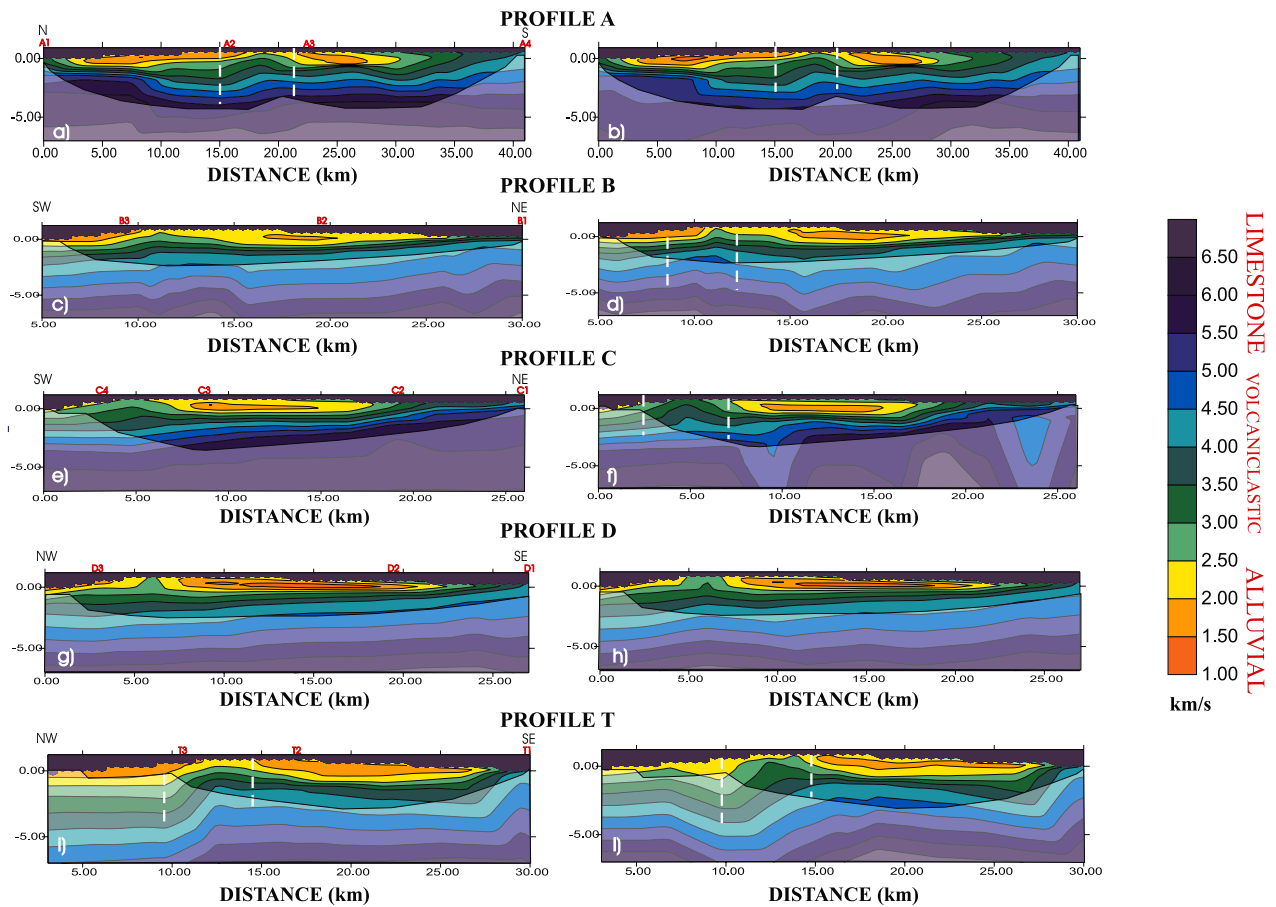 PROFILE A
N S
A1 A2 A3 A4
0.00 0.00
-5.00 -5.00
a) b)
0.00 5.00 10.00 15.00 20.00 25.00 30.00 35.00 40.00
0.00 5.00 10.00 15.00 20.00 25.00 30.00 35.00 40.00
DISTANCE (km) DISTANCE (km)
PROFILE B
SW NE
B3 B2 B1
0.00 0.00
-5.00 -5.00
c) d)
5.00 10.00 15.00 20.00 25.00 30.00
5.00 10.00 15.00 20.00 25.00 30.00
DISTANCE (km) DISTANCE (km)
PROFILE C
SW NE
C4 C3 C2 C1
0.00 0.00
-5.00 -5.00
e) f)
0.00 5.00 10.00 15.00 20.00 25.00
0.00 5.00 10.00 15.00 20.00 25.00
DISTANCE (km) DISTANCE (km)
PROFILE D
NW SE
D3 D2 D1
0.00 0.00
-5.00 -5.00
g) h)
0.00 5.00 10.00 15.00 20.00 25.00
0.00 5.00 10.00 15.00 20.00 25.00
DISTANCE (km) DISTANCE (km)
PROFILE T
NW SE
T3 T2 T1
0.00 0.00
-5.00 -5.00
i) l)
5.00 10.00 15.00 20.00 25.00 30.00
5.00 10.00 15.00 20.00 25.00 30.00
DISTANCE (km) DISTANCE (km)
6.50
6.00
5.50
5.00
4.50
4.00
3.50
3.00
2.50
2.00
1.50
1.00
km/s
LIMESTONE
VOLCANICLASTIC
ALLUVIAL